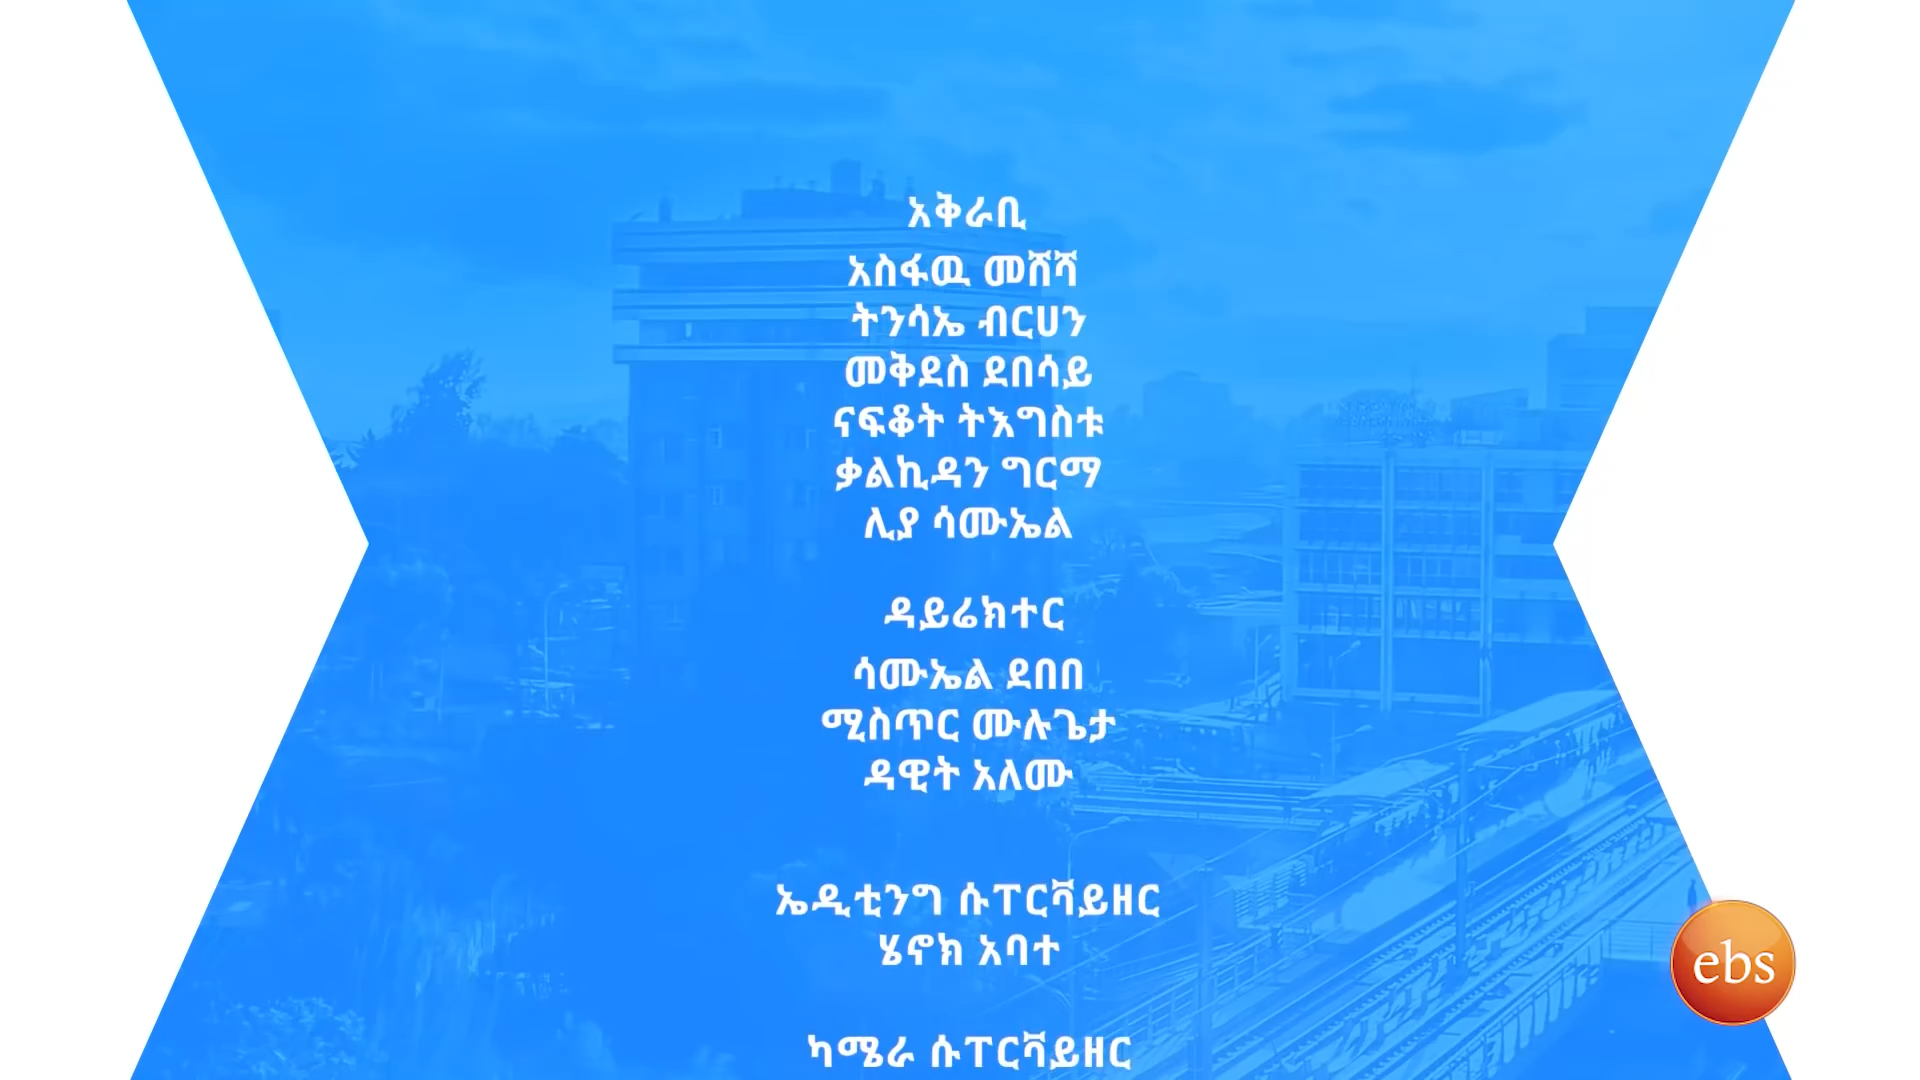 አቅራቢ
አስፋዉ መሸሻ
ትንሳኤ ብርሀን
መቅደስ ደበሳይ
ናፍቆት ትእግስቱ
ቃልኪዳን ግርማ
ሊያ ሳሙኤል
ዳይሬክተር
ሳሙኤል ደበበ
ሚስጥር ሙሉጌታ
ዳዊት አለሙ
ኤዲቲንግ ሱፐርቫይዘር
ሄኖክ አባተ
ካሜራ ሱፐርቫይዘር
ebs